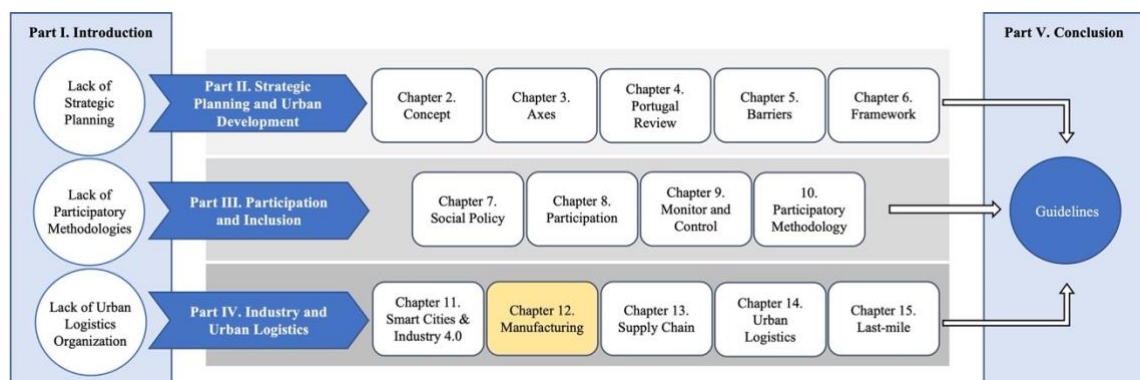 Part I. Introduction
Part V. Conclusion
Lack of
Strategic
Planning
Part II. Strategic
Planning and Urban
Development
Chapter 2.
Concept
Chapter 3.
Axes
Chapter 4.
Portugal
Review
Chapter 5.
Barriers
Chapter 6.
Framework
Lack of
Participatory
Methodologies
Part III. Participation
and Inclusion
Chapter 7.
Social Policy
Chapter 8.
Participation
Chapter 9.
Monitor and
Control
10.
Participatory
Methodology
Guidelines
Lack of Urban
Logistics
Organization
Part IV. Industry and
Urban Logistics
Chapter 11.
Smart Cities &
Industry 4.0
Chapter 12.
Manufacturing
Chapter 13.
Supply Chain
Chapter 14.
Urban
Logistics
Chapter 15.
Last-mile